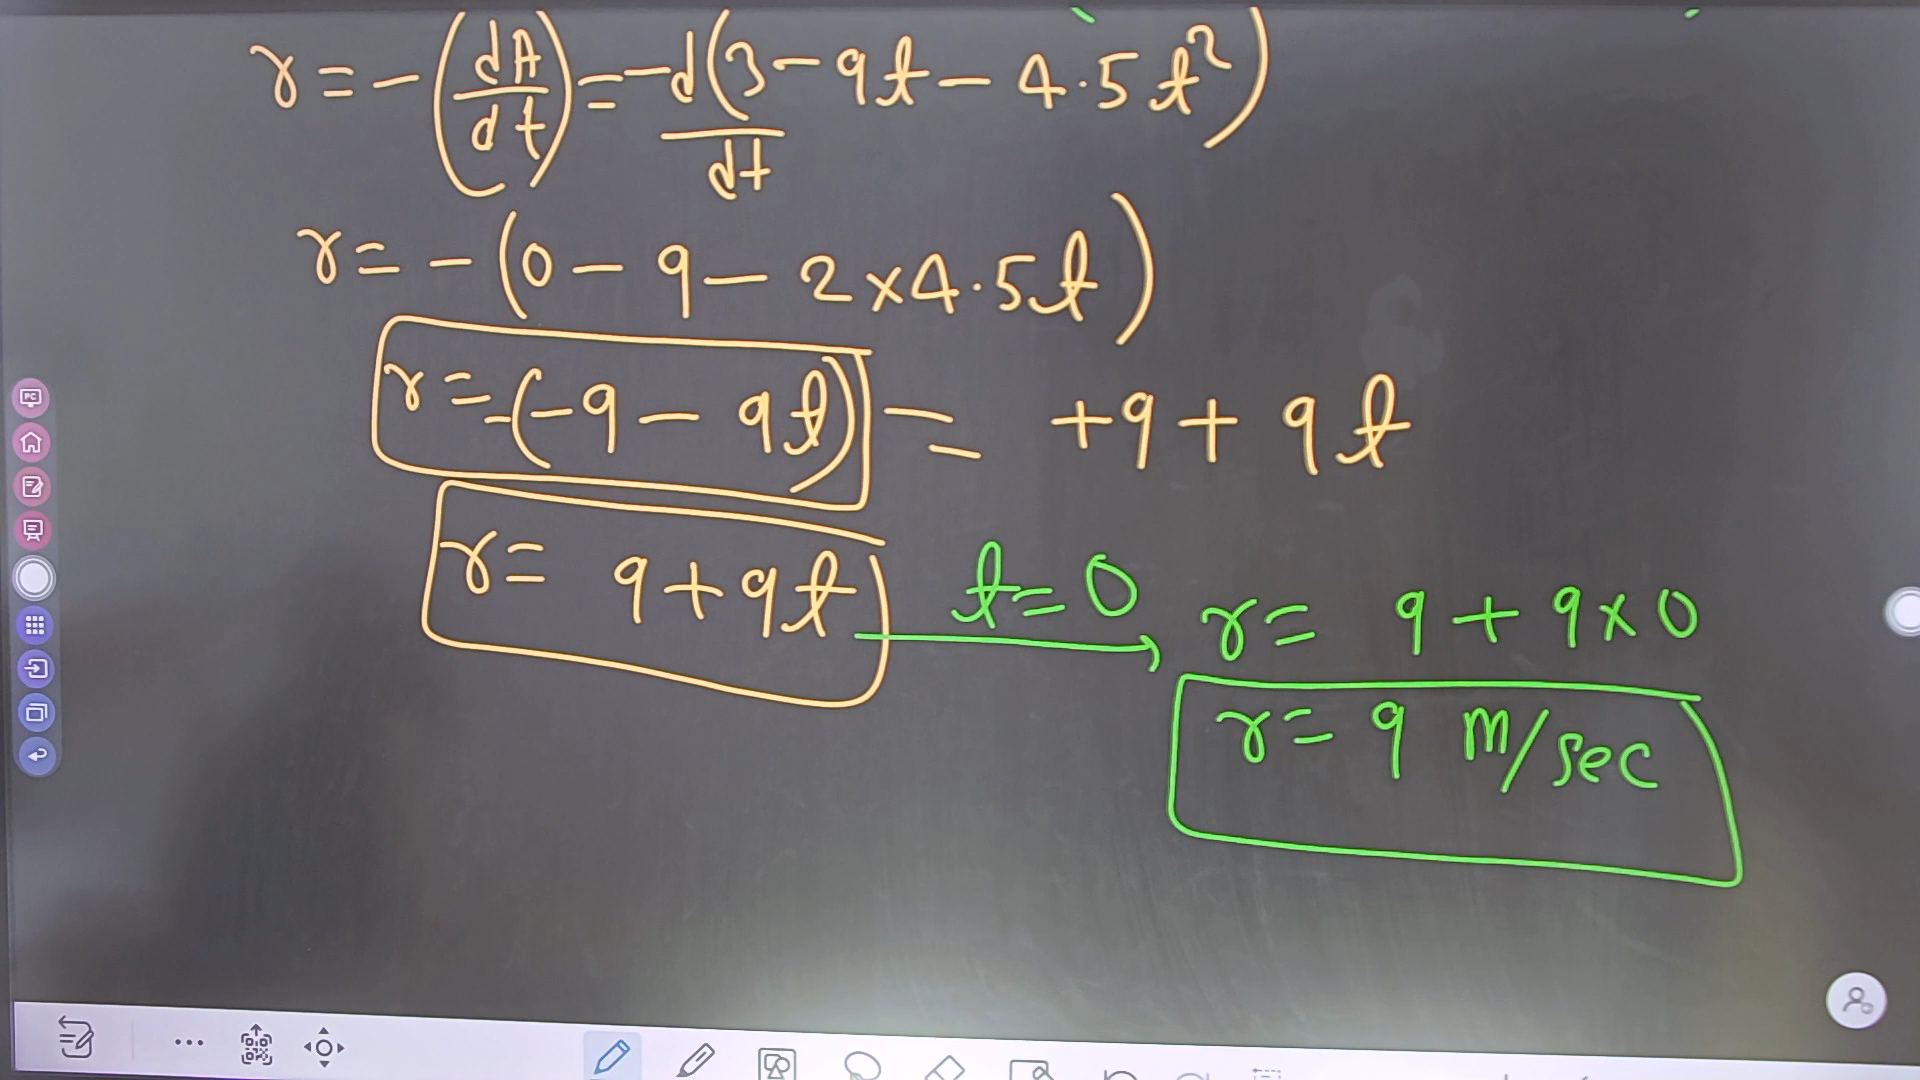 r = -(dA/dt) = -d(3 - 9t - 4.5t²)/dt
r = -(0 - 9 - 2×4.5t)
r = -(-9 - 9t) = +9 + 9t
r = 9 + 9t t = 0 r = 9 + 9×0
r = 9 m/sec
PC